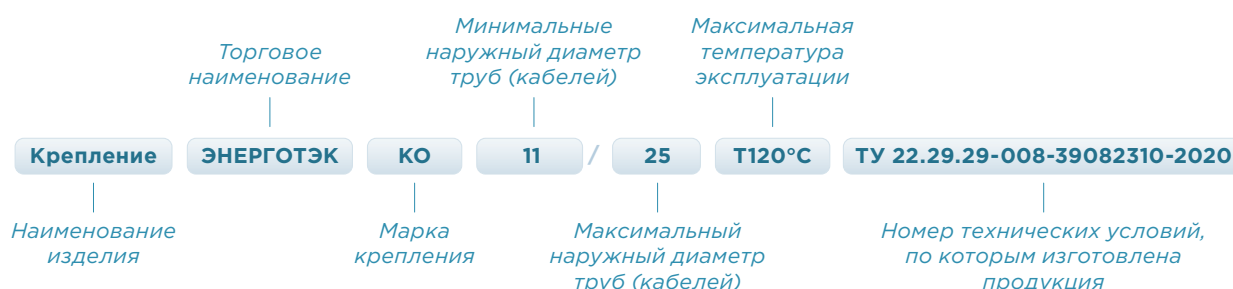 Торговое
наименование
Минимальные
наружный диаметр
труб (кабелей)
Максимальная
температура
эксплуатации
Крепление ЭНЕРГОТЭК КО 11 / 25 Т120°С ТУ 22.29.29-008-39082310-2020
Наименование
изделия
Марка
крепления
Максимальный
наружный диаметр
труб (кабелей)
Номер технических условий,
по которым изготовлена
продукция